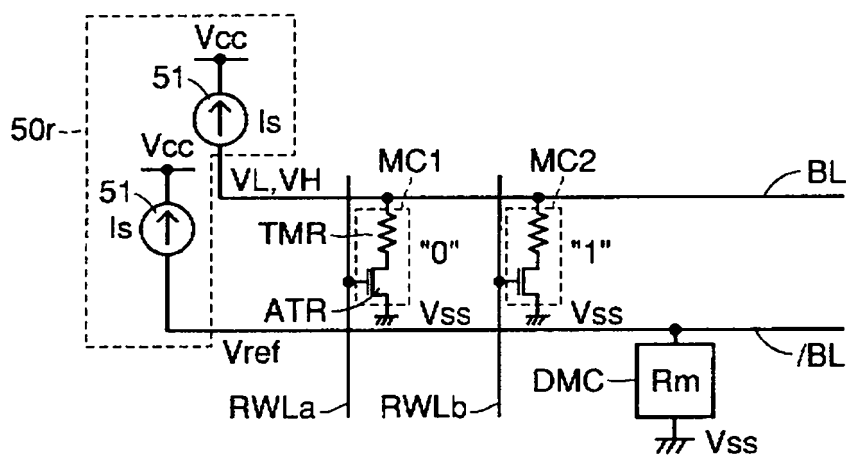 Vcc
51
Is
50r
Vcc
51
Is
VL, VH
MC1
MC2
BL
TMR
"0"
"1"
ATR
Vss
Vss
Vref
/BL
RWLa
RWLb
DMC
Rm
Vss